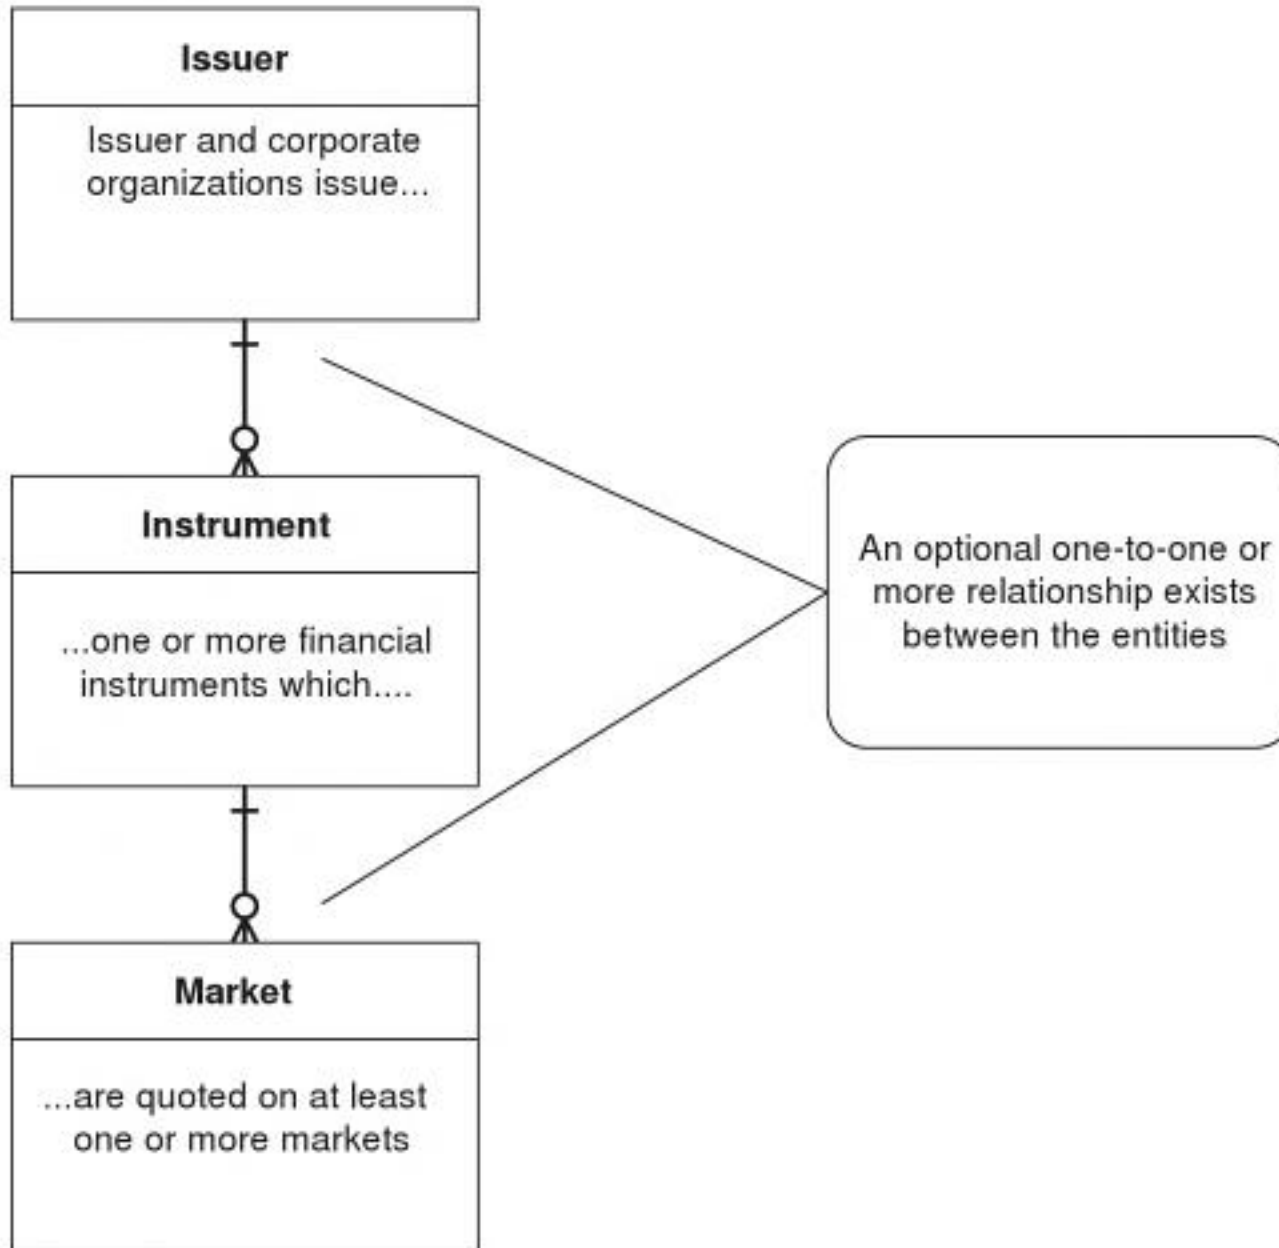 Issuer
Issuer and corporate
organizations issue...
Instrument
...one or more financial
instruments which....
An optional one-to-one or
more relationship exists
between the entities
Market
...are quoted on at least
one or more markets